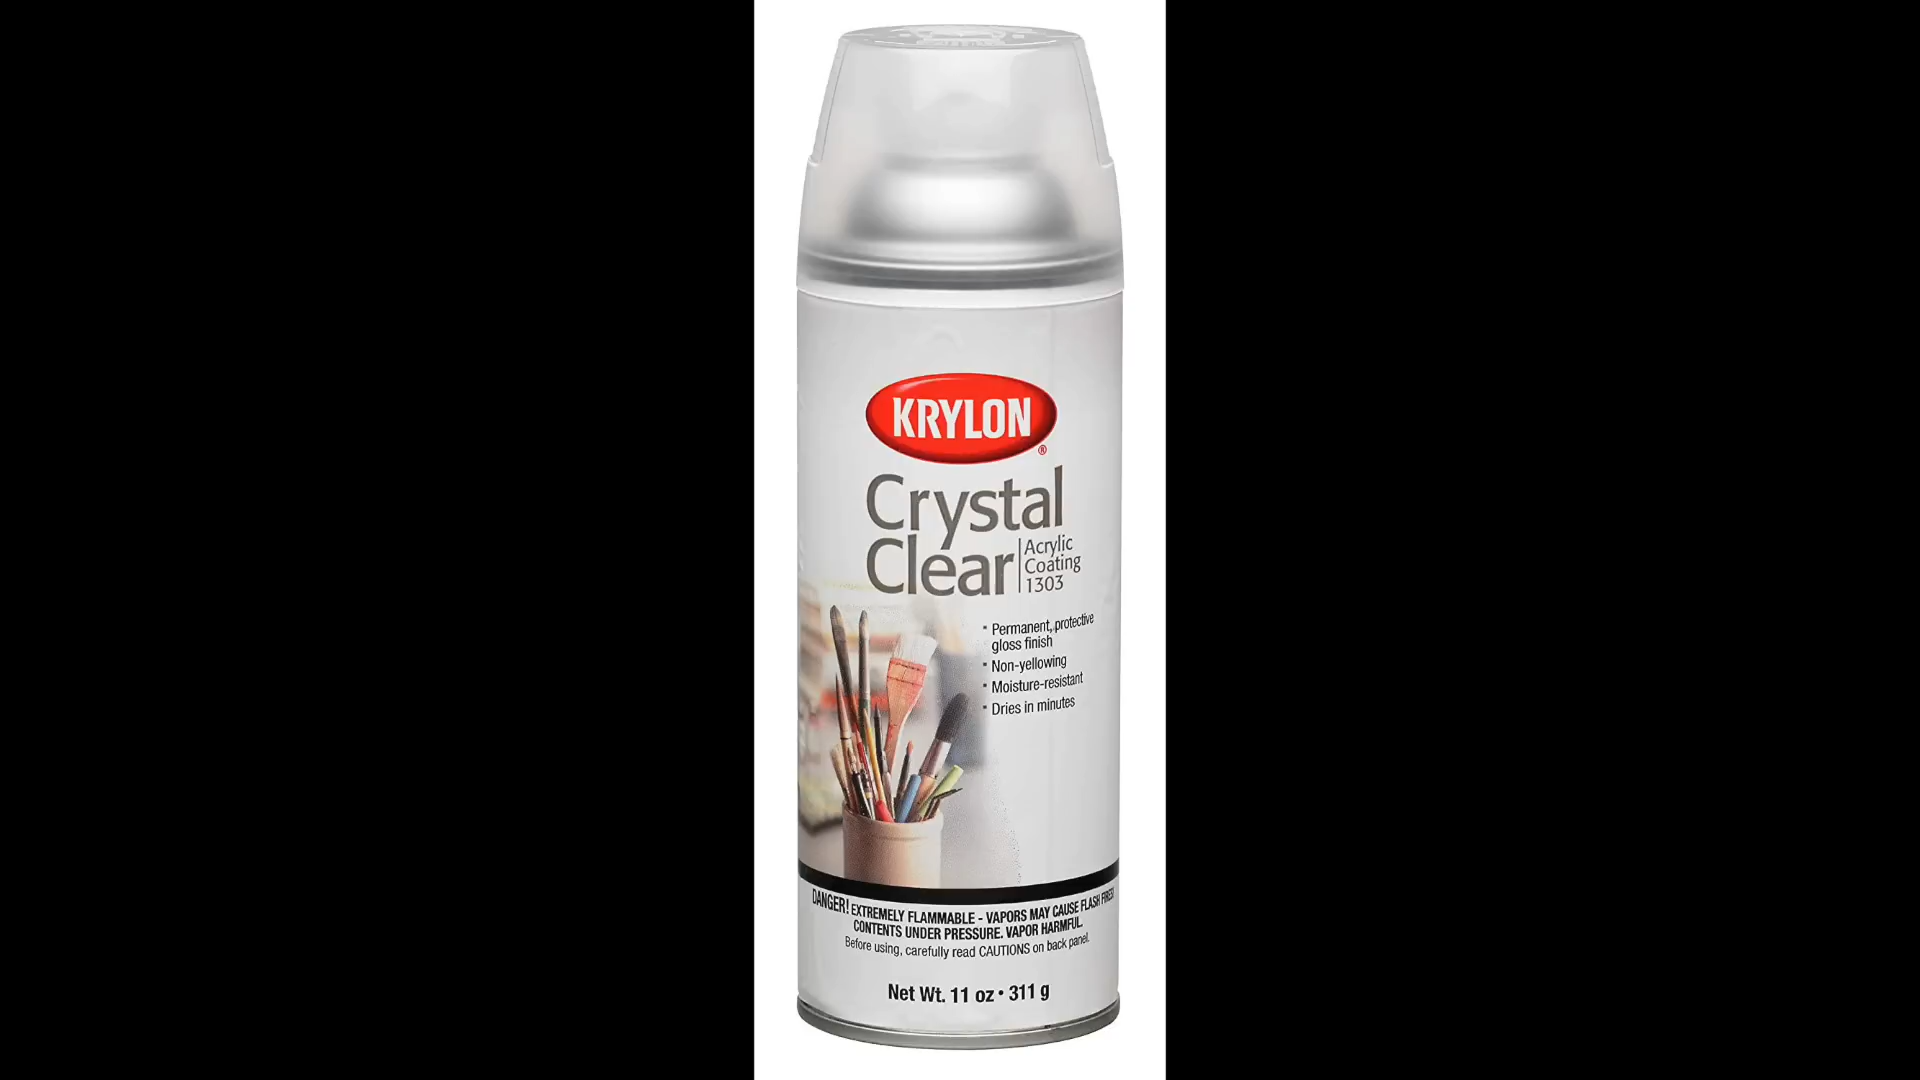 KRYLON
®
Crystal
Clear
Acrylic
Coating
1303
• Permanent, protective
gloss finish
• Non-yellowing
• Moisture-resistant
• Dries in minutes
DANGER! EXTREMELY FLAMMABLE - VAPORS MAY CAUSE FLASH FIRES!
CONTENTS UNDER PRESSURE. VAPOR HARMFUL.
Before using, carefully read CAUTIONS on back panel.
Net Wt. 11 oz • 311 g